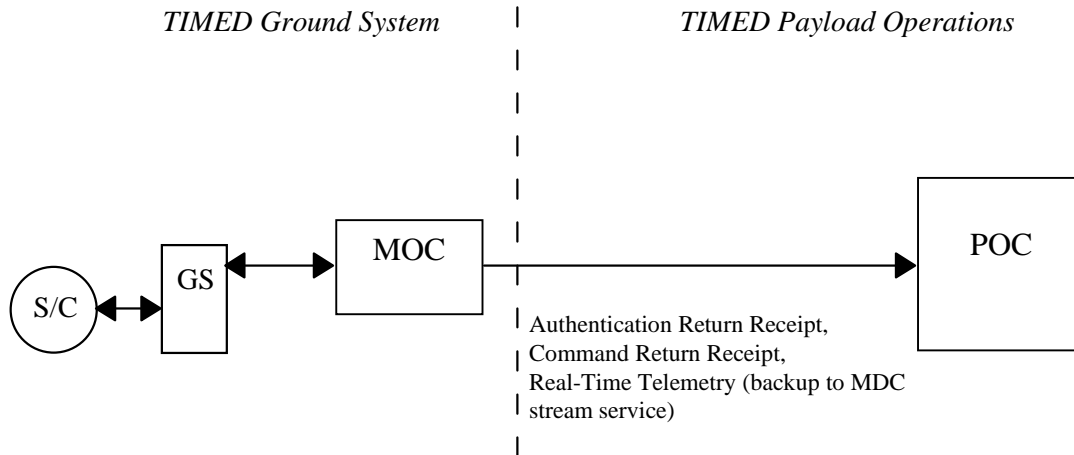 TIMED Ground System
TIMED Payload Operations
S/C
GS
MOC
POC
Authentication Return Receipt,
Command Return Receipt,
Real-Time Telemetry (backup to MDC
stream service)